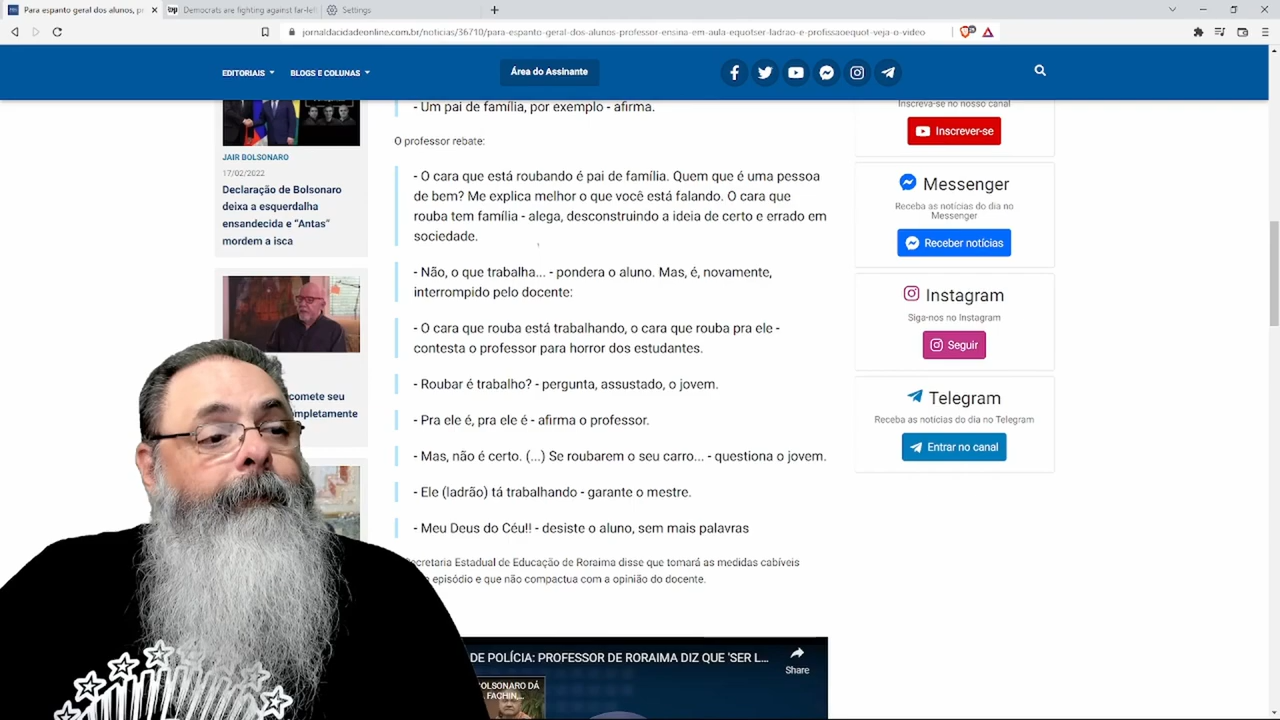 Para espanto geral dos alunos, pr
Democrats are fighting against far-lef
Settings
jornaldacidadeonline.com.br/noticias/36710/para-espanto-geral-dos-alunos-professor-ensina-em-aula-equotser-ladrao-e-profissaoequot-veja-o-video
EDITORIAIS
BLOGS E COLUNAS
Área do Assinante
JAIR BOLSONARO
17/02/2022
Declaração de Bolsonaro
deixa a esquerdalha
ensandecida e “Antas”
mordem a isca
comete seu
mpletamente
- Um pai de família, por exemplo - afirma.
O professor rebate:
- O cara que está roubando é pai de família. Quem que é uma pessoa
de bem? Me explica melhor o que você está falando. O cara que
rouba tem família - alega, desconstruindo a ideia de certo e errado em
sociedade.
- Não, o que trabalha... - pondera o aluno. Mas, é, novamente,
interrompido pelo docente:
- O cara que rouba está trabalhando, o cara que rouba pra ele -
contesta o professor para horror dos estudantes.
- Roubar é trabalho? - pergunta, assustado, o jovem.
- Pra ele é, pra ele é - afirma o professor.
- Mas, não é certo. (...) Se roubarem o seu carro... - questiona o jovem.
- Ele (ladrão) tá trabalhando - garante o mestre.
- Meu Deus do Céu!! - desiste o aluno, sem mais palavras
ecretaria Estadual de Educação de Roraima disse que tomará as medidas cabíveis
episódio e que não compactua com a opinião do docente.
DE POLÍCIA: PROFESSOR DE RORAIMA DIZ QUE 'SER L...
Share
OLSONARO DÁ
FACHIN,...
Inscreva-se no nosso canal
Inscrever-se
Messenger
Receba as notícias do dia no
Messenger
Receber notícias
Instagram
Siga-nos no Instagram
Seguir
Telegram
Receba as notícias do dia no Telegram
Entrar no canal